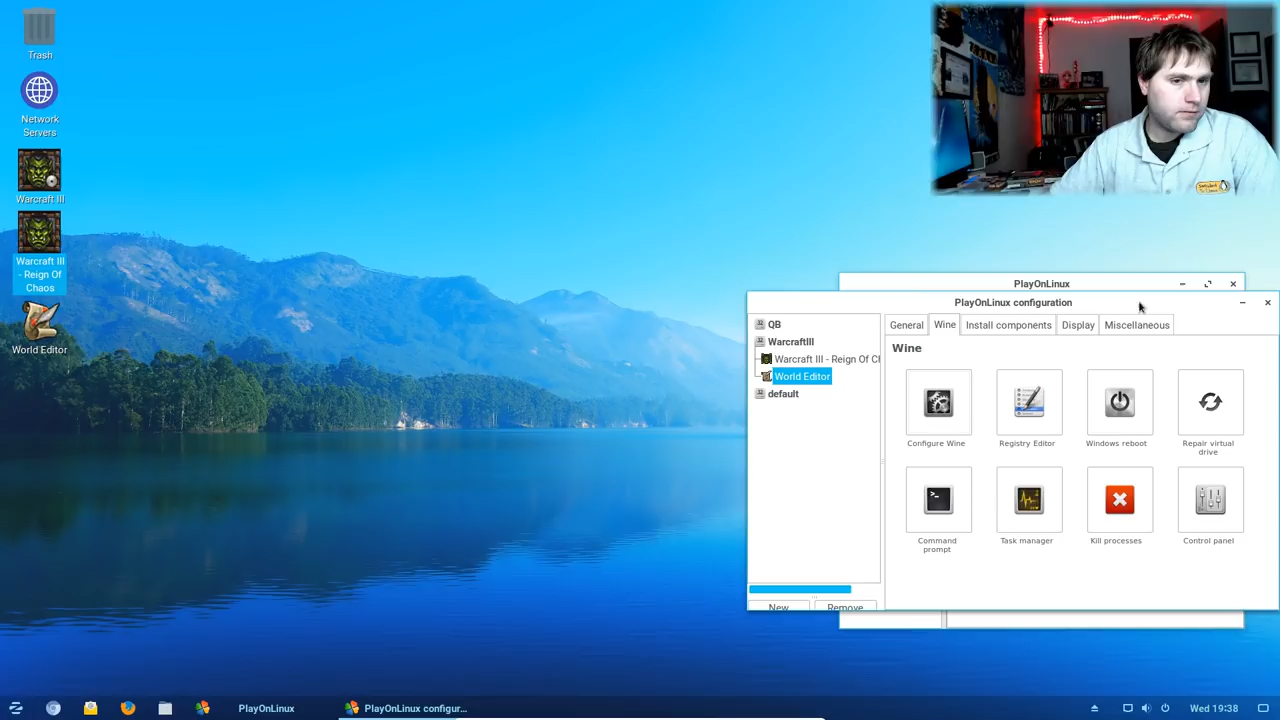 Trash
Network
Servers
Warcraft III
Warcraft III
- Reign Of
Chaos
World Editor
PlayOnLinux
PlayOnLinux configuration
QB
WarcraftIII
Warcraft III - Reign Of Cl
World Editor
default
New
Remove
General
Wine
Install components
Display
Miscellaneous
Wine
Configure Wine
Registry Editor
Windows reboot
Repair virtual
drive
Command
prompt
Task manager
Kill processes
Control panel
PlayOnLinux
PlayOnLinux configur...
Wed 19:38